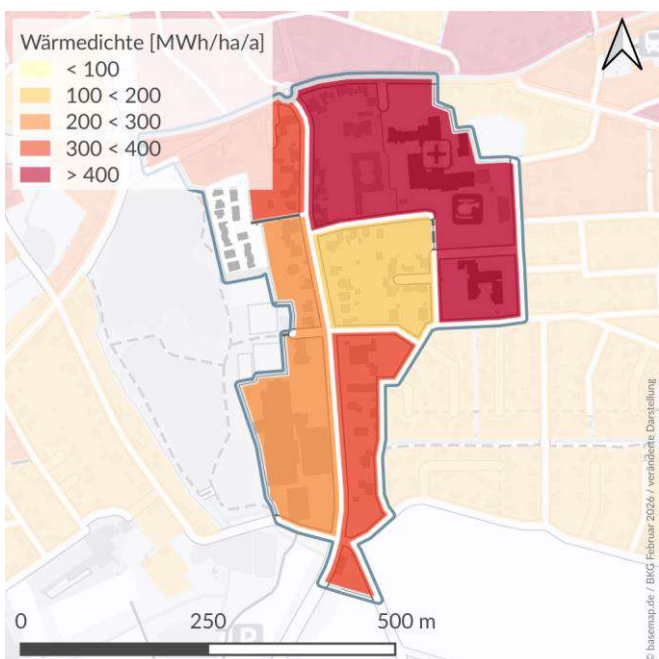 Wärmedichte [MWh/ha/a]
< 100
100 < 200
200 < 300
300 < 400
> 400
P
0 250 500 m
© basemap.de / BKG Februar 2026 / veränderte Darstellung